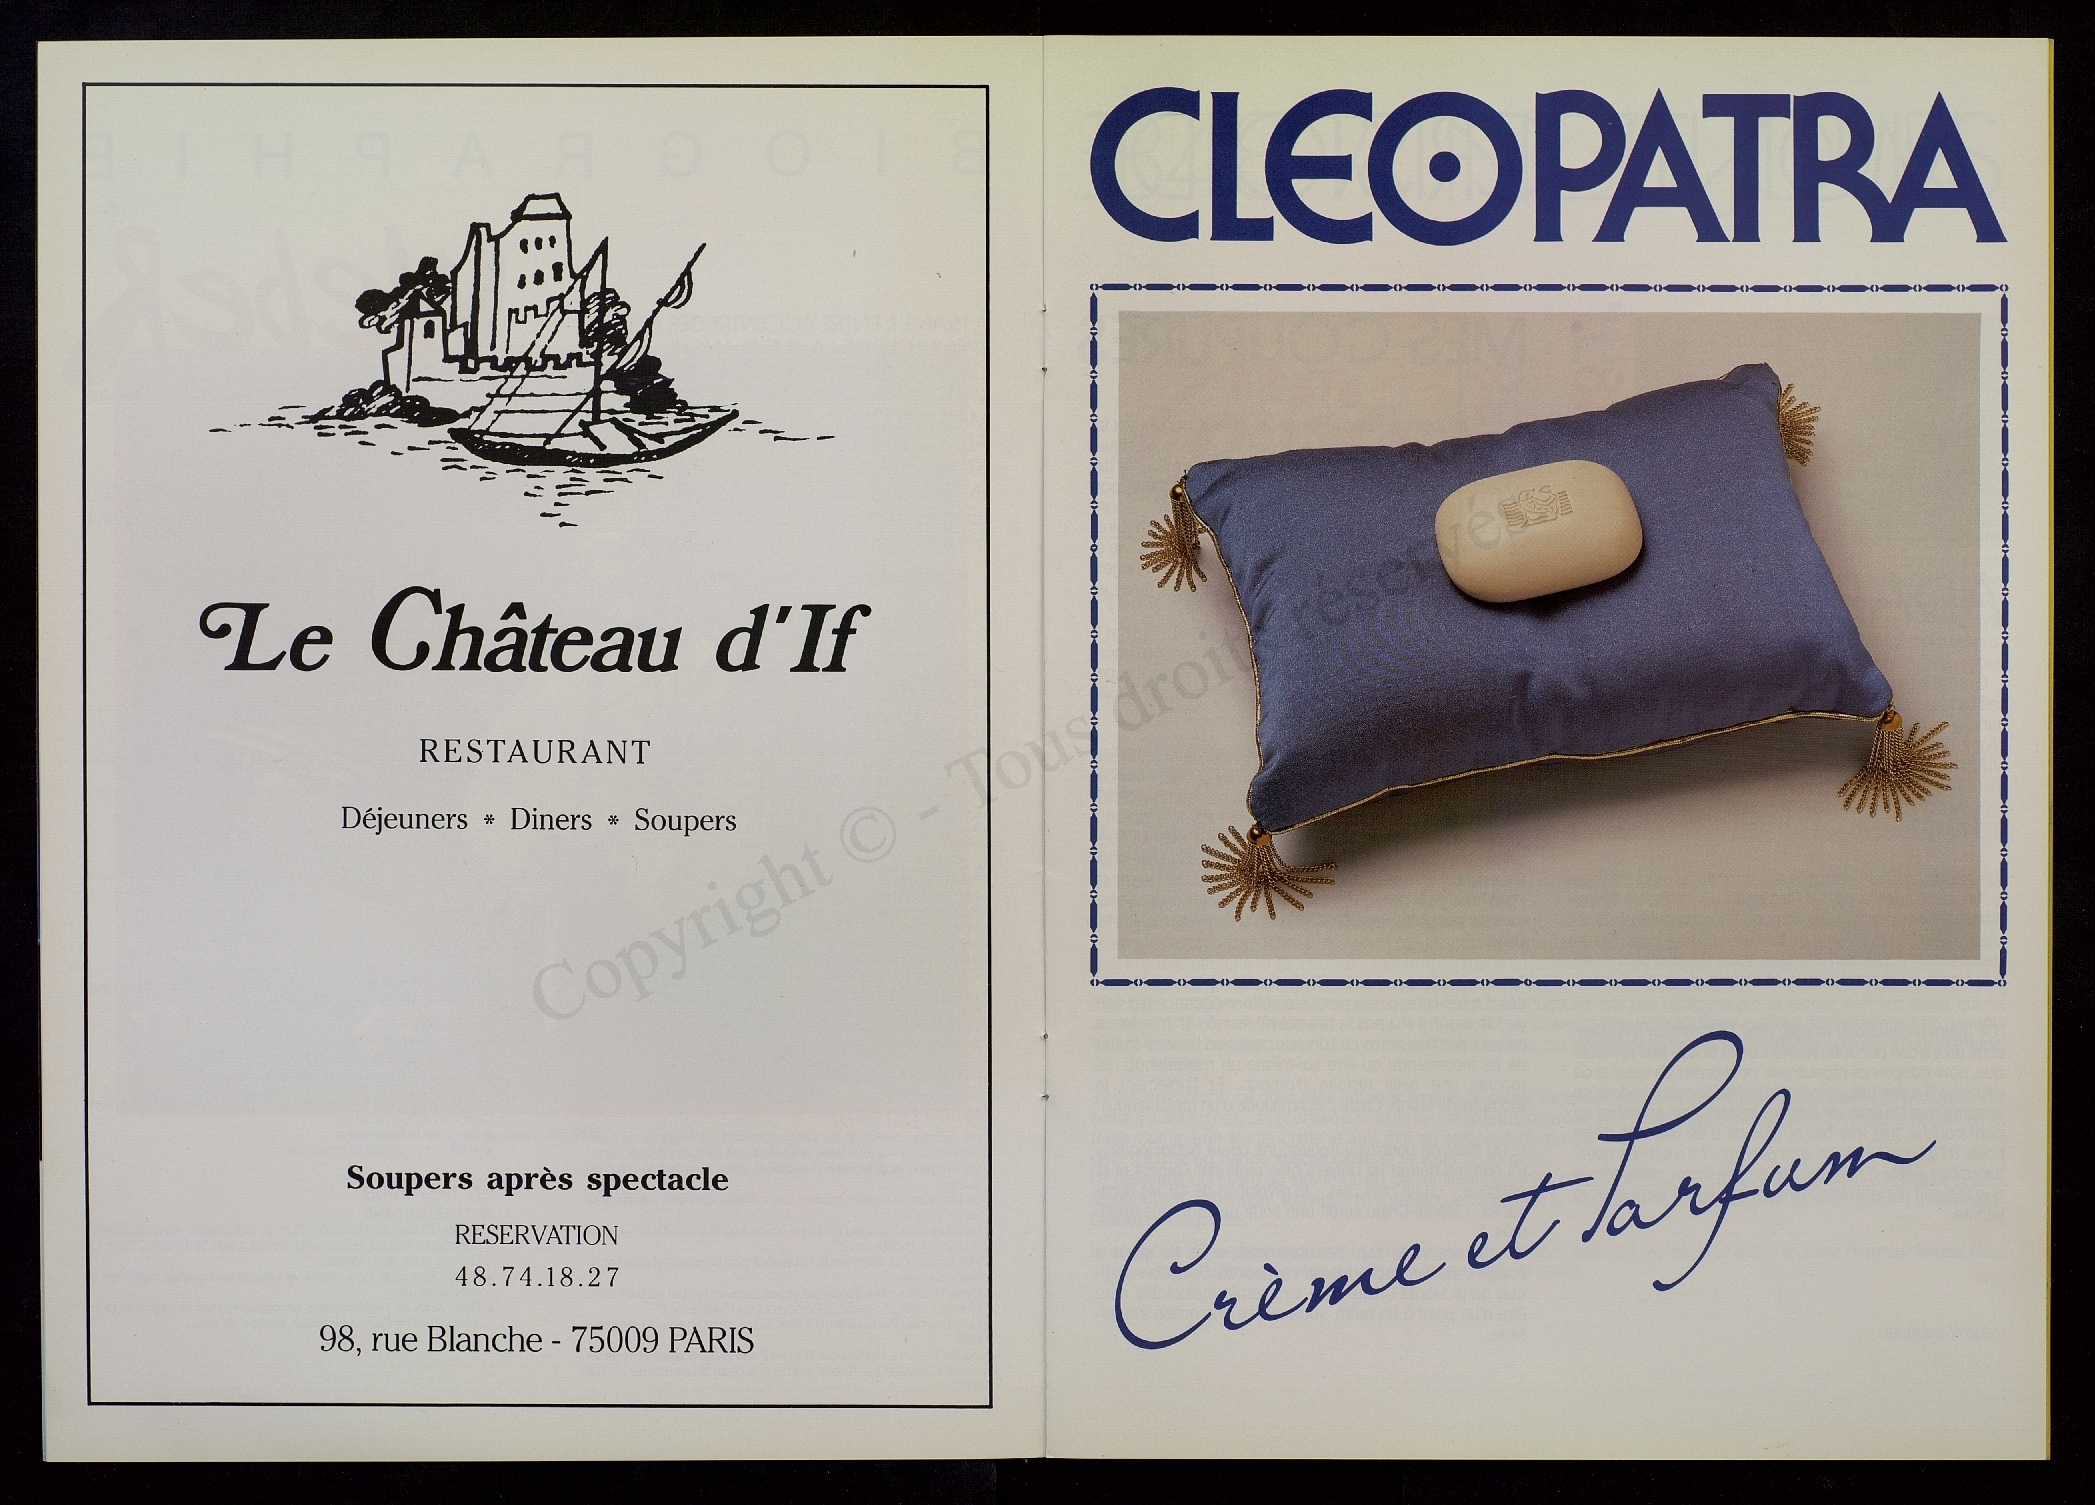 Le Château d'If
RESTAURANT
Déjeuners * Diners * Soupers
Soupers après spectacle
RESERVATION
48.74.18.27
98, rue Blanche - 75009 PARIS
CLEOPATRA
Crème et Parfum
Copyright © - Tous droits réservés